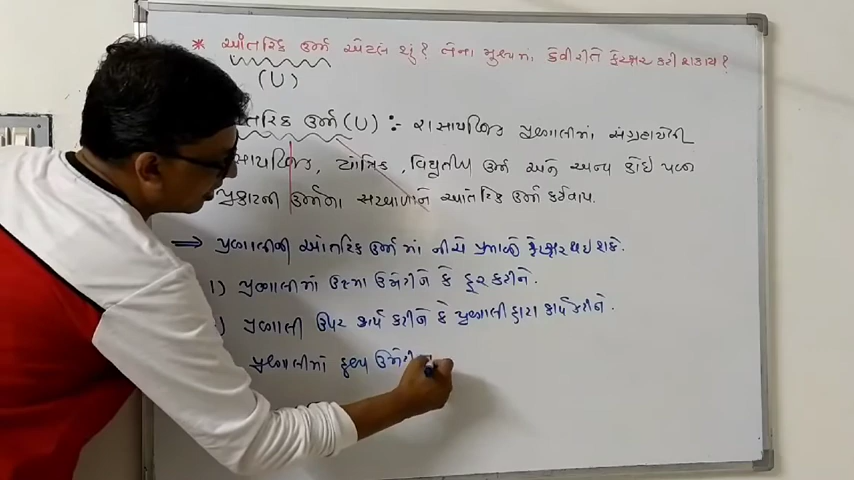 * આંતરિક ઉર્જા એટલે શું? તેના મુલ્યમાં કેવી રીતે ફેરફાર કરી શકાય?
(U)
તરિક ઉર્જા (U) :- રાસાયણિક પ્રણાલીમાં સંગ્રહાયેલી
સાયણિક, યાંત્રિક, વિદ્યુતીય ઉર્જા અને અન્ય કોઈ પણ
પ્રકારની ઉર્જાના સરવાળાને આંતરિક ઉર્જા કહેવાય.
⇒ પ્રણાલીની આંતરિક ઉર્જા માં નીચે પ્રમાણે ફેરફાર થઇ શકે.
1) પ્રણાલીમાં ઉષ્મા ઉમેરીને કે દૂર કરીને.
) પ્રણાલી ઉપર કાર્ય કરીને કે પ્રણાલી દ્વારા કાર્ય કરીને.
પ્રણાલીમાં દ્રવ્ય ઉમેરી